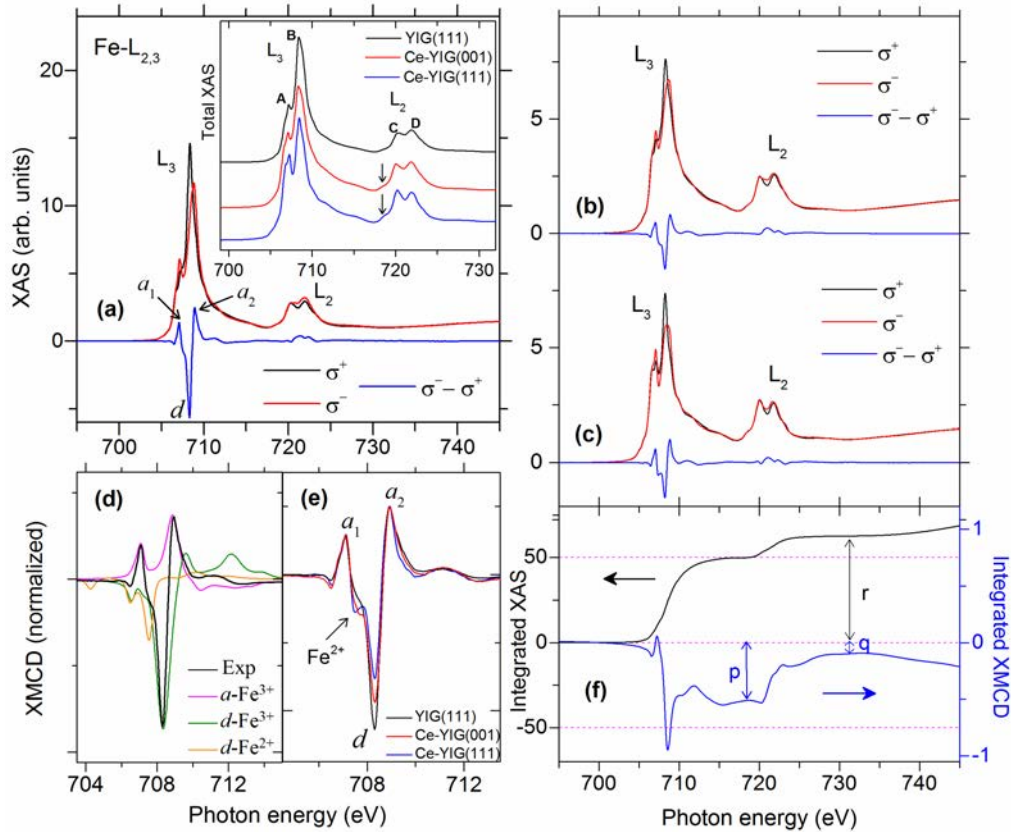 Fe-L2,3
XAS (arb. units)
20
10
0
(a)
L3
L2
a1
a2
d
σ+
σ−
σ−− σ+
700
710
720
730
740
Total XAS
L3
B
A
L2
C
D
YIG(111)
Ce-YIG(001)
Ce-YIG(111)
700
710
720
730
5
0
(b)
L3
L2
σ+
σ−
σ−− σ+
5
0
(c)
L3
L2
σ+
σ−
σ−− σ+
XMCD (normalized)
(d)
Exp
a-Fe3+
d-Fe3+
d-Fe2+
704
708
712
(e)
a1
a2
Fe2+
d
YIG(111)
Ce-YIG(001)
Ce-YIG(111)
704
708
712
Photon energy (eV)
Integrated XAS
50
0
-50
r
q
p
(f)
1
0
-1
Integrated XMCD
700
710
720
730
740
Photon energy (eV)